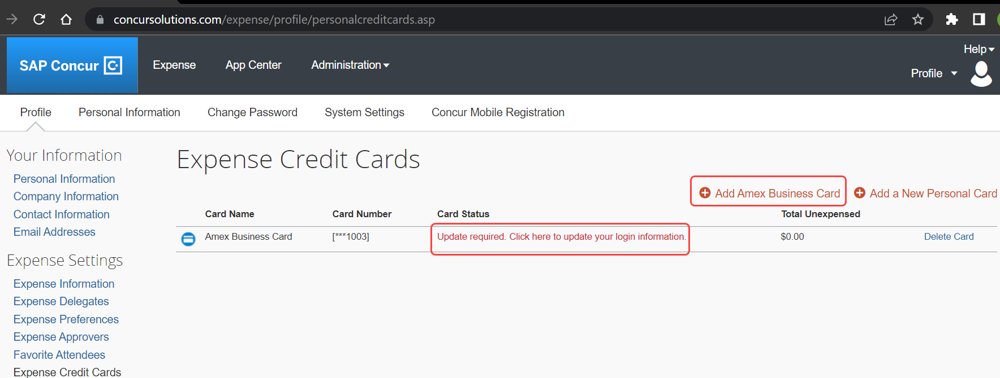 concursolutions.com/expense/profile/personalcreditcards.asp
SAP Concur
Expense
App Center
Administration
Help
Profile
Profile
Personal Information
Change Password
System Settings
Concur Mobile Registration
Your Information
Personal Information
Company Information
Contact Information
Email Addresses
Expense Settings
Expense Information
Expense Delegates
Expense Preferences
Expense Approvers
Favorite Attendees
Expense Credit Cards
Expense Credit Cards
Add Amex Business Card
Add a New Personal Card
Card Name Card Number Card Status Total Unexpensed
Amex Business Card [***1003] Update required. Click here to update your login information. $0.00 Delete Card